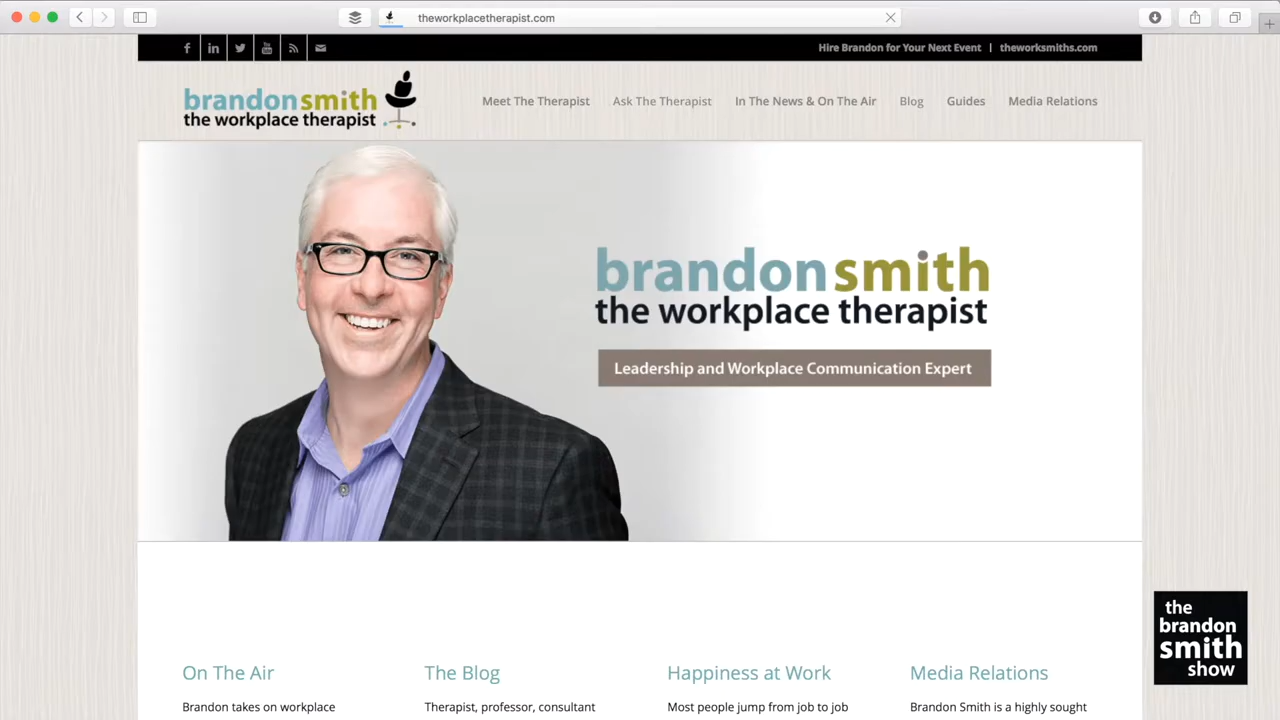 theworkplacetherapist.com
Hire Brandon for Your Next Event | theworksmiths.com
brandonsmith
the workplace therapist
Meet The Therapist
Ask The Therapist
In The News & On The Air
Blog
Guides
Media Relations
brandonsmith
the workplace therapist
Leadership and Workplace Communication Expert
the
brandon
smith
show
On The Air
Brandon takes on workplace
The Blog
Therapist, professor, consultant
Happiness at Work
Most people jump from job to job
Media Relations
Brandon Smith is a highly sought